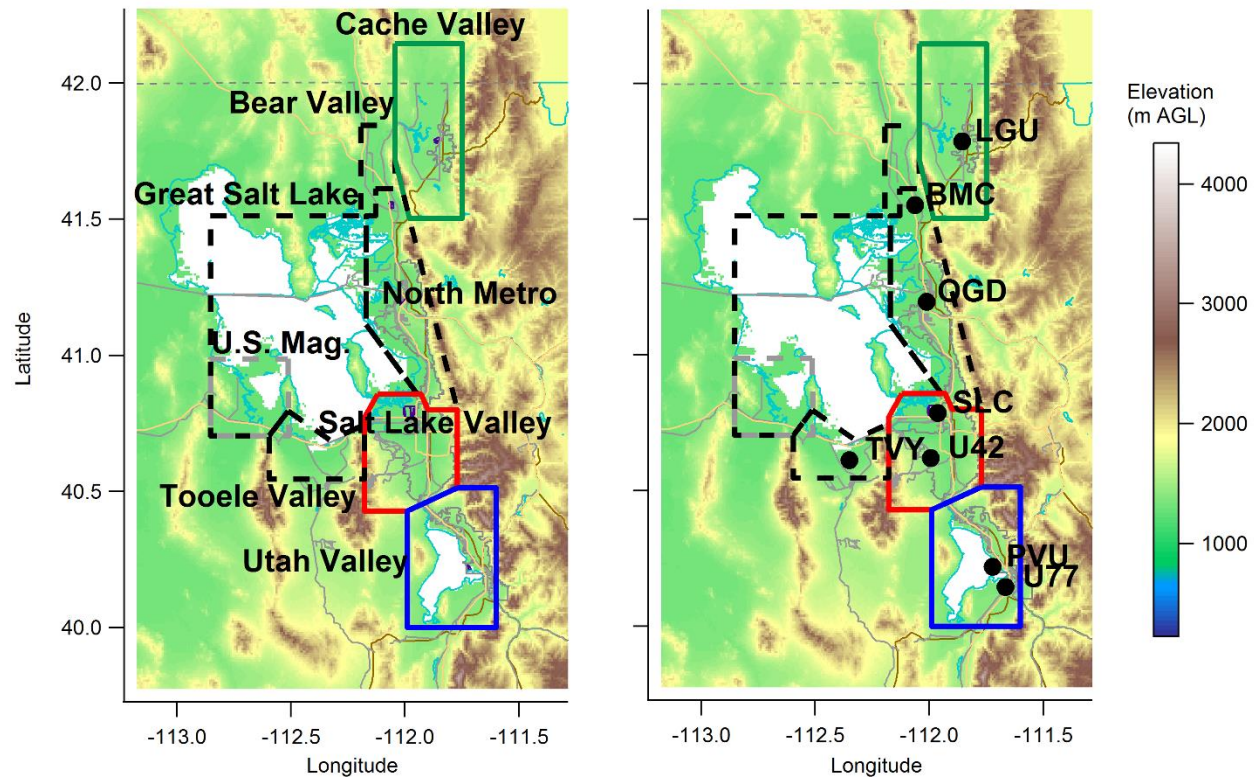 Cache Valley
Bear Valley
Great Salt Lake
North Metro
U.S. Mag.
Salt Lake Valley
Tooele Valley
Utah Valley
42.0
41.5
41.0
40.5
40.0
Latitude
-113.0
-112.5
-112.0
-111.5
Longitude
LGU
BMC
OGD
SLC
TVY
U42
PVU
U77
-113.0
-112.5
-112.0
-111.5
Longitude
Elevation
(m AGL)
4000
3000
2000
1000